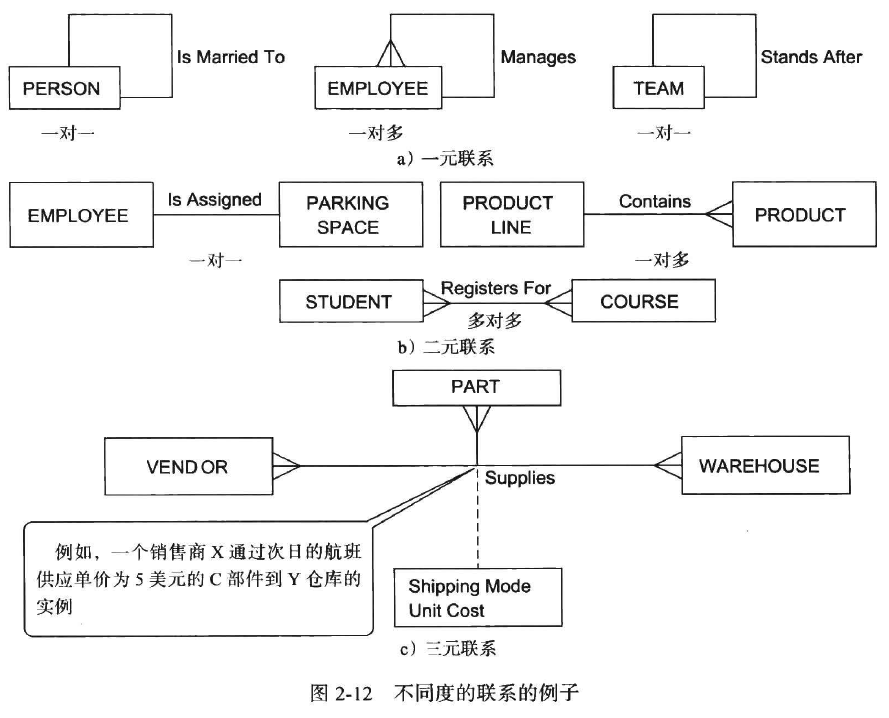 Is Married To
PERSON
一对一
Manages
EMPLOYEE
一对多
Stands After
TEAM
一对一
a）一元联系
EMPLOYEE
Is Assigned
PARKING
SPACE
一对一
PRODUCT
LINE
Contains
PRODUCT
一对多
STUDENT
Registers For
COURSE
多对多
b）二元联系
PART
VENDOR
Supplies
WAREHOUSE
例如，一个销售商 X 通过次日的航班
供应单价为 5 美元的 C 部件到 Y 仓库的
实例
Shipping Mode
Unit Cost
c）三元联系
图 2-12 不同度的联系的例子